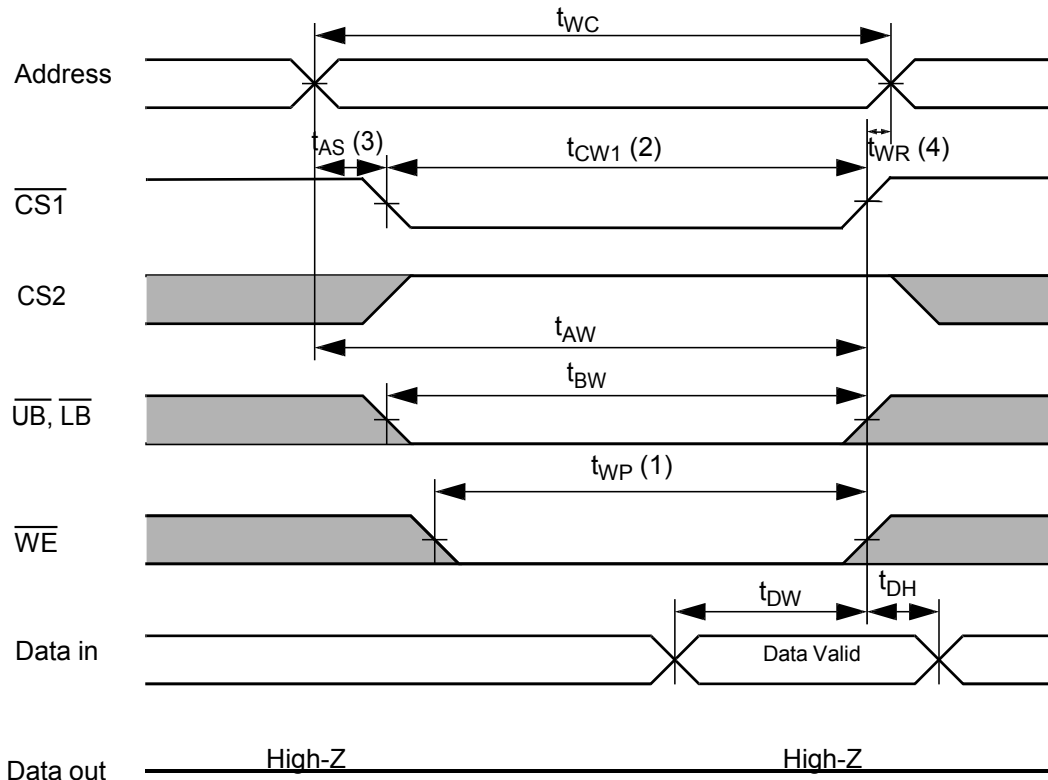 tWC
Address
tAS (3)
tCW1 (2)
tWR (4)
CS1
CS2
tAW
tBW
UB, LB
tWP (1)
WE
tDW
tDH
Data in
Data Valid
High-Z
High-Z
Data out